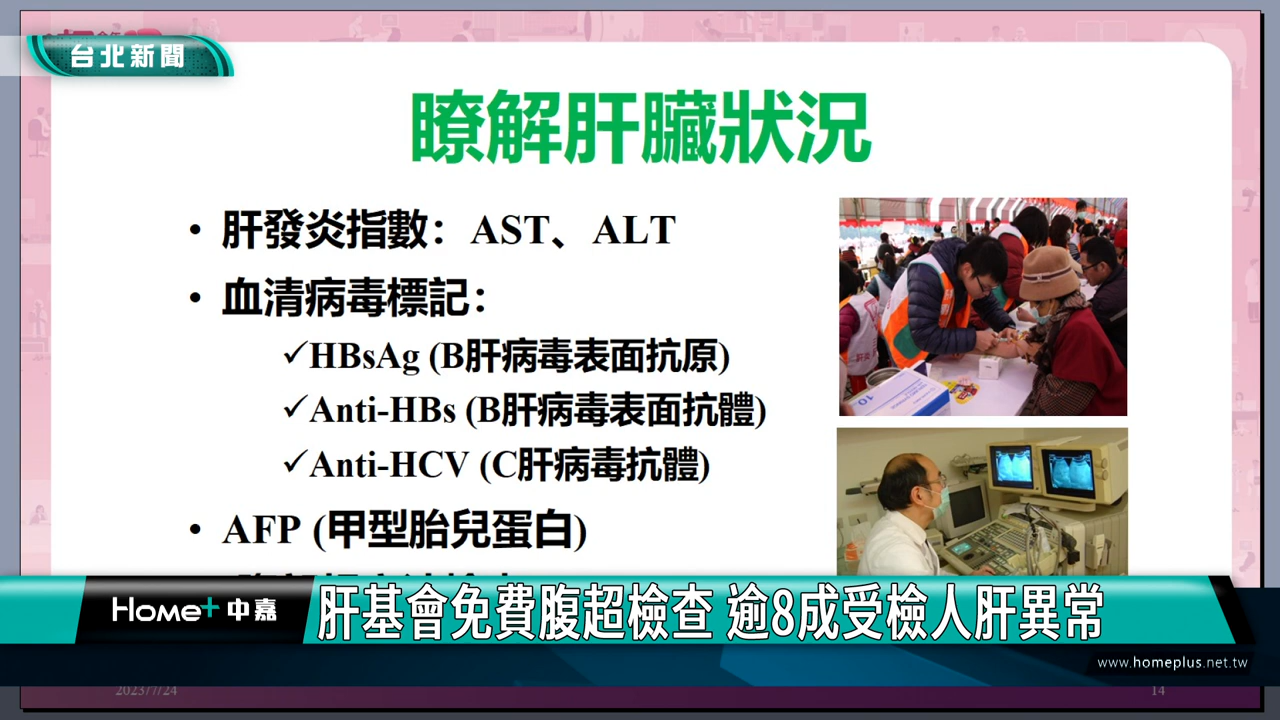 台北新聞
瞭解肝臟狀況
• 肝發炎指數：AST、ALT
• 血清病毒標記：
✓HBsAg (B肝病毒表面抗原)
✓Anti-HBs (B肝病毒表面抗體)
✓Anti-HCV (C肝病毒抗體)
• AFP (甲型胎兒蛋白)
Home+ 中嘉
肝基會免費腹超檢查 逾8成受檢人肝異常
www.homeplus.net.tw
2023/7/24
14